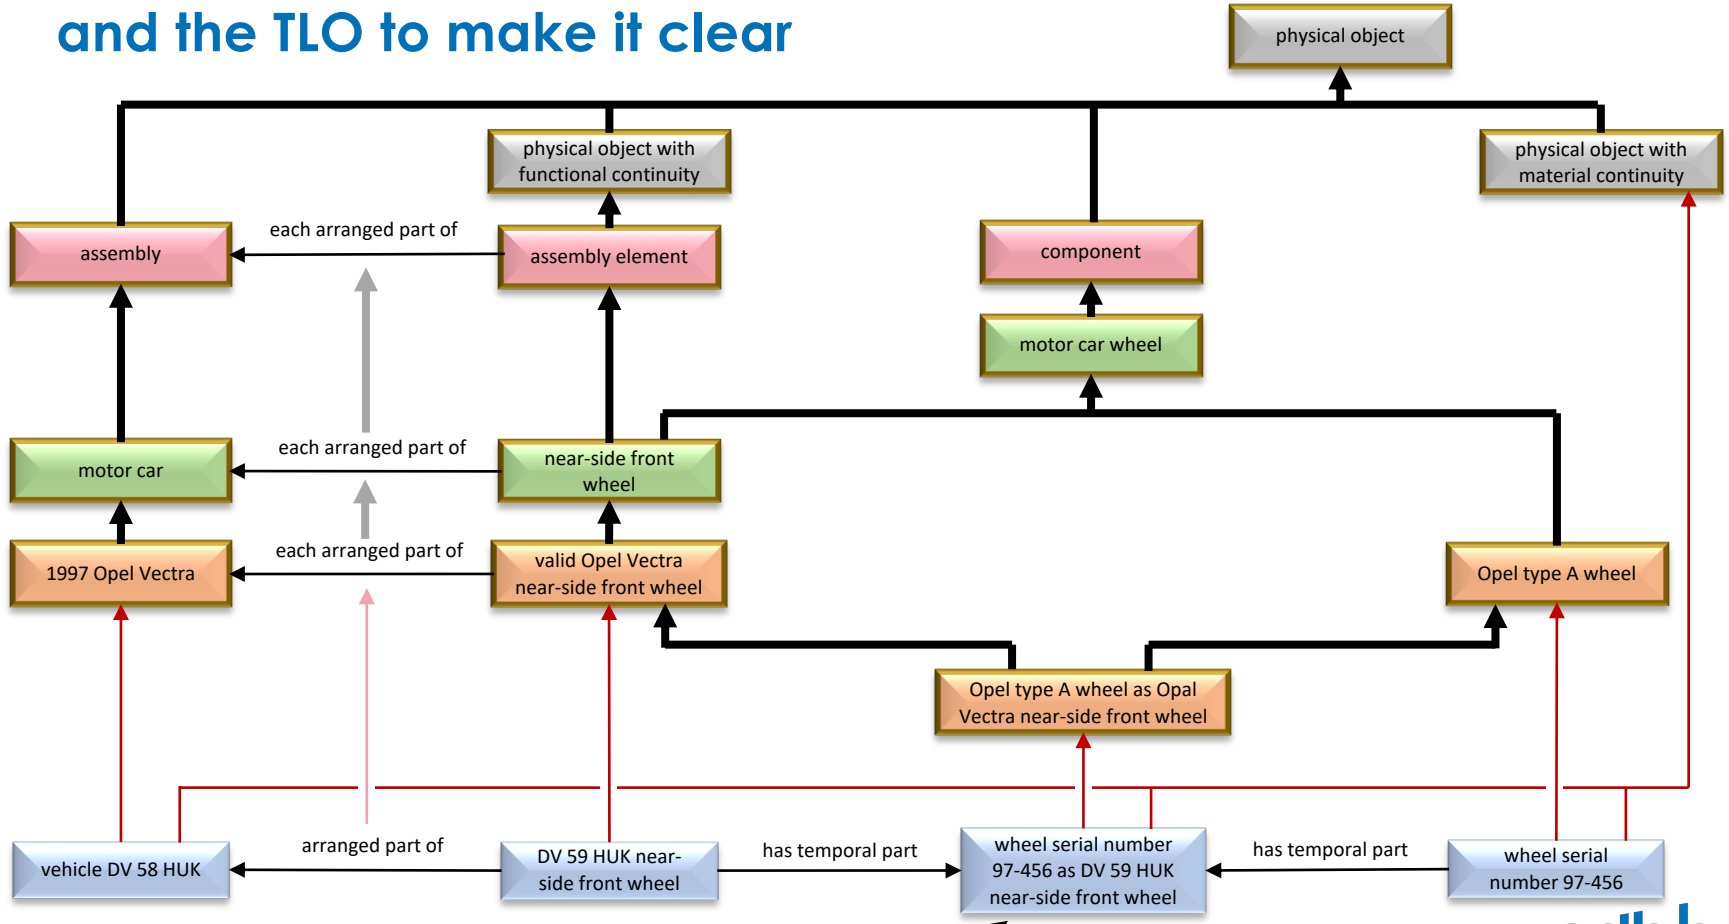 and the TLO to make it clear
physical object
physical object with
functional continuity
physical object with
material continuity
each arranged part of
assembly
assembly element
component
motor car wheel
each arranged part of
motor car
near-side front
wheel
each arranged part of
1997 Opel Vectra
valid Opel Vectra
near-side front wheel
Opel type A wheel
Opel type A wheel as Opal
Vectra near-side front wheel
arranged part of
has temporal part
has temporal part
vehicle DV 58 HUK
DV 59 HUK near-
side front wheel
wheel serial number
97-456 as DV 59 HUK
near-side front wheel
wheel serial
number 97-456